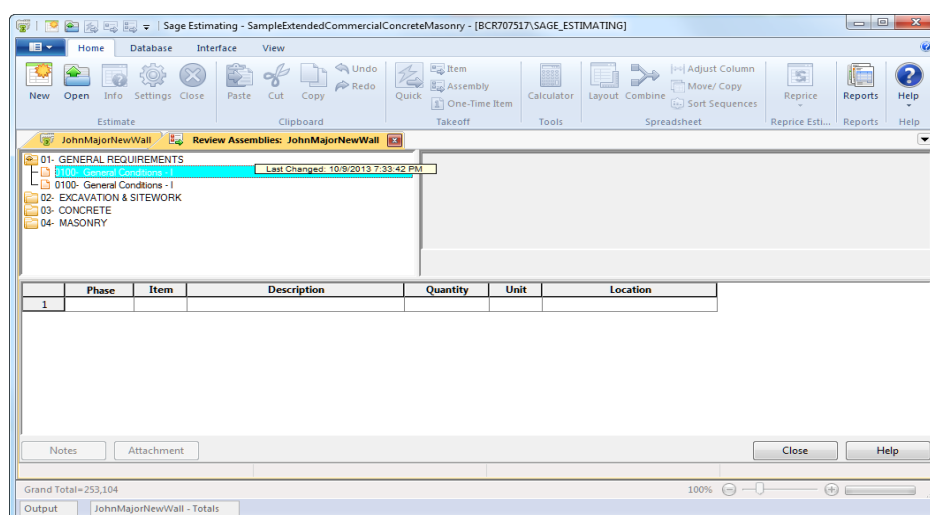 Sage Estimating - SampleExtendedCommercialConcreteMasonry - [BCR707517\SAGE_ESTIMATING]
Home Database Interface View
New Open Info Settings Close Paste Cut Copy Undo Redo Quick Item Assembly One-Time Item Calculator Layout Combine Adjust Column Move/ Copy Sort Sequences Reprice Reports Help
Estimate Clipboard Takeoff Tools Spreadsheet Reprice Esti... Reports Help
JohnMajorNewWall Review Assemblies: JohnMajorNewWall
01- GENERAL REQUIREMENTS
0100- General Conditions - I Last Changed: 10/9/2013 7:33:42 PM
0100- General Conditions - I
02- EXCAVATION & SITEWORK
03- CONCRETE
04- MASONRY
Phase Item Description Quantity Unit Location
1
Notes Attachment Close Help
Grand Total=253,104 100%
Output JohnMajorNewWall - Totals